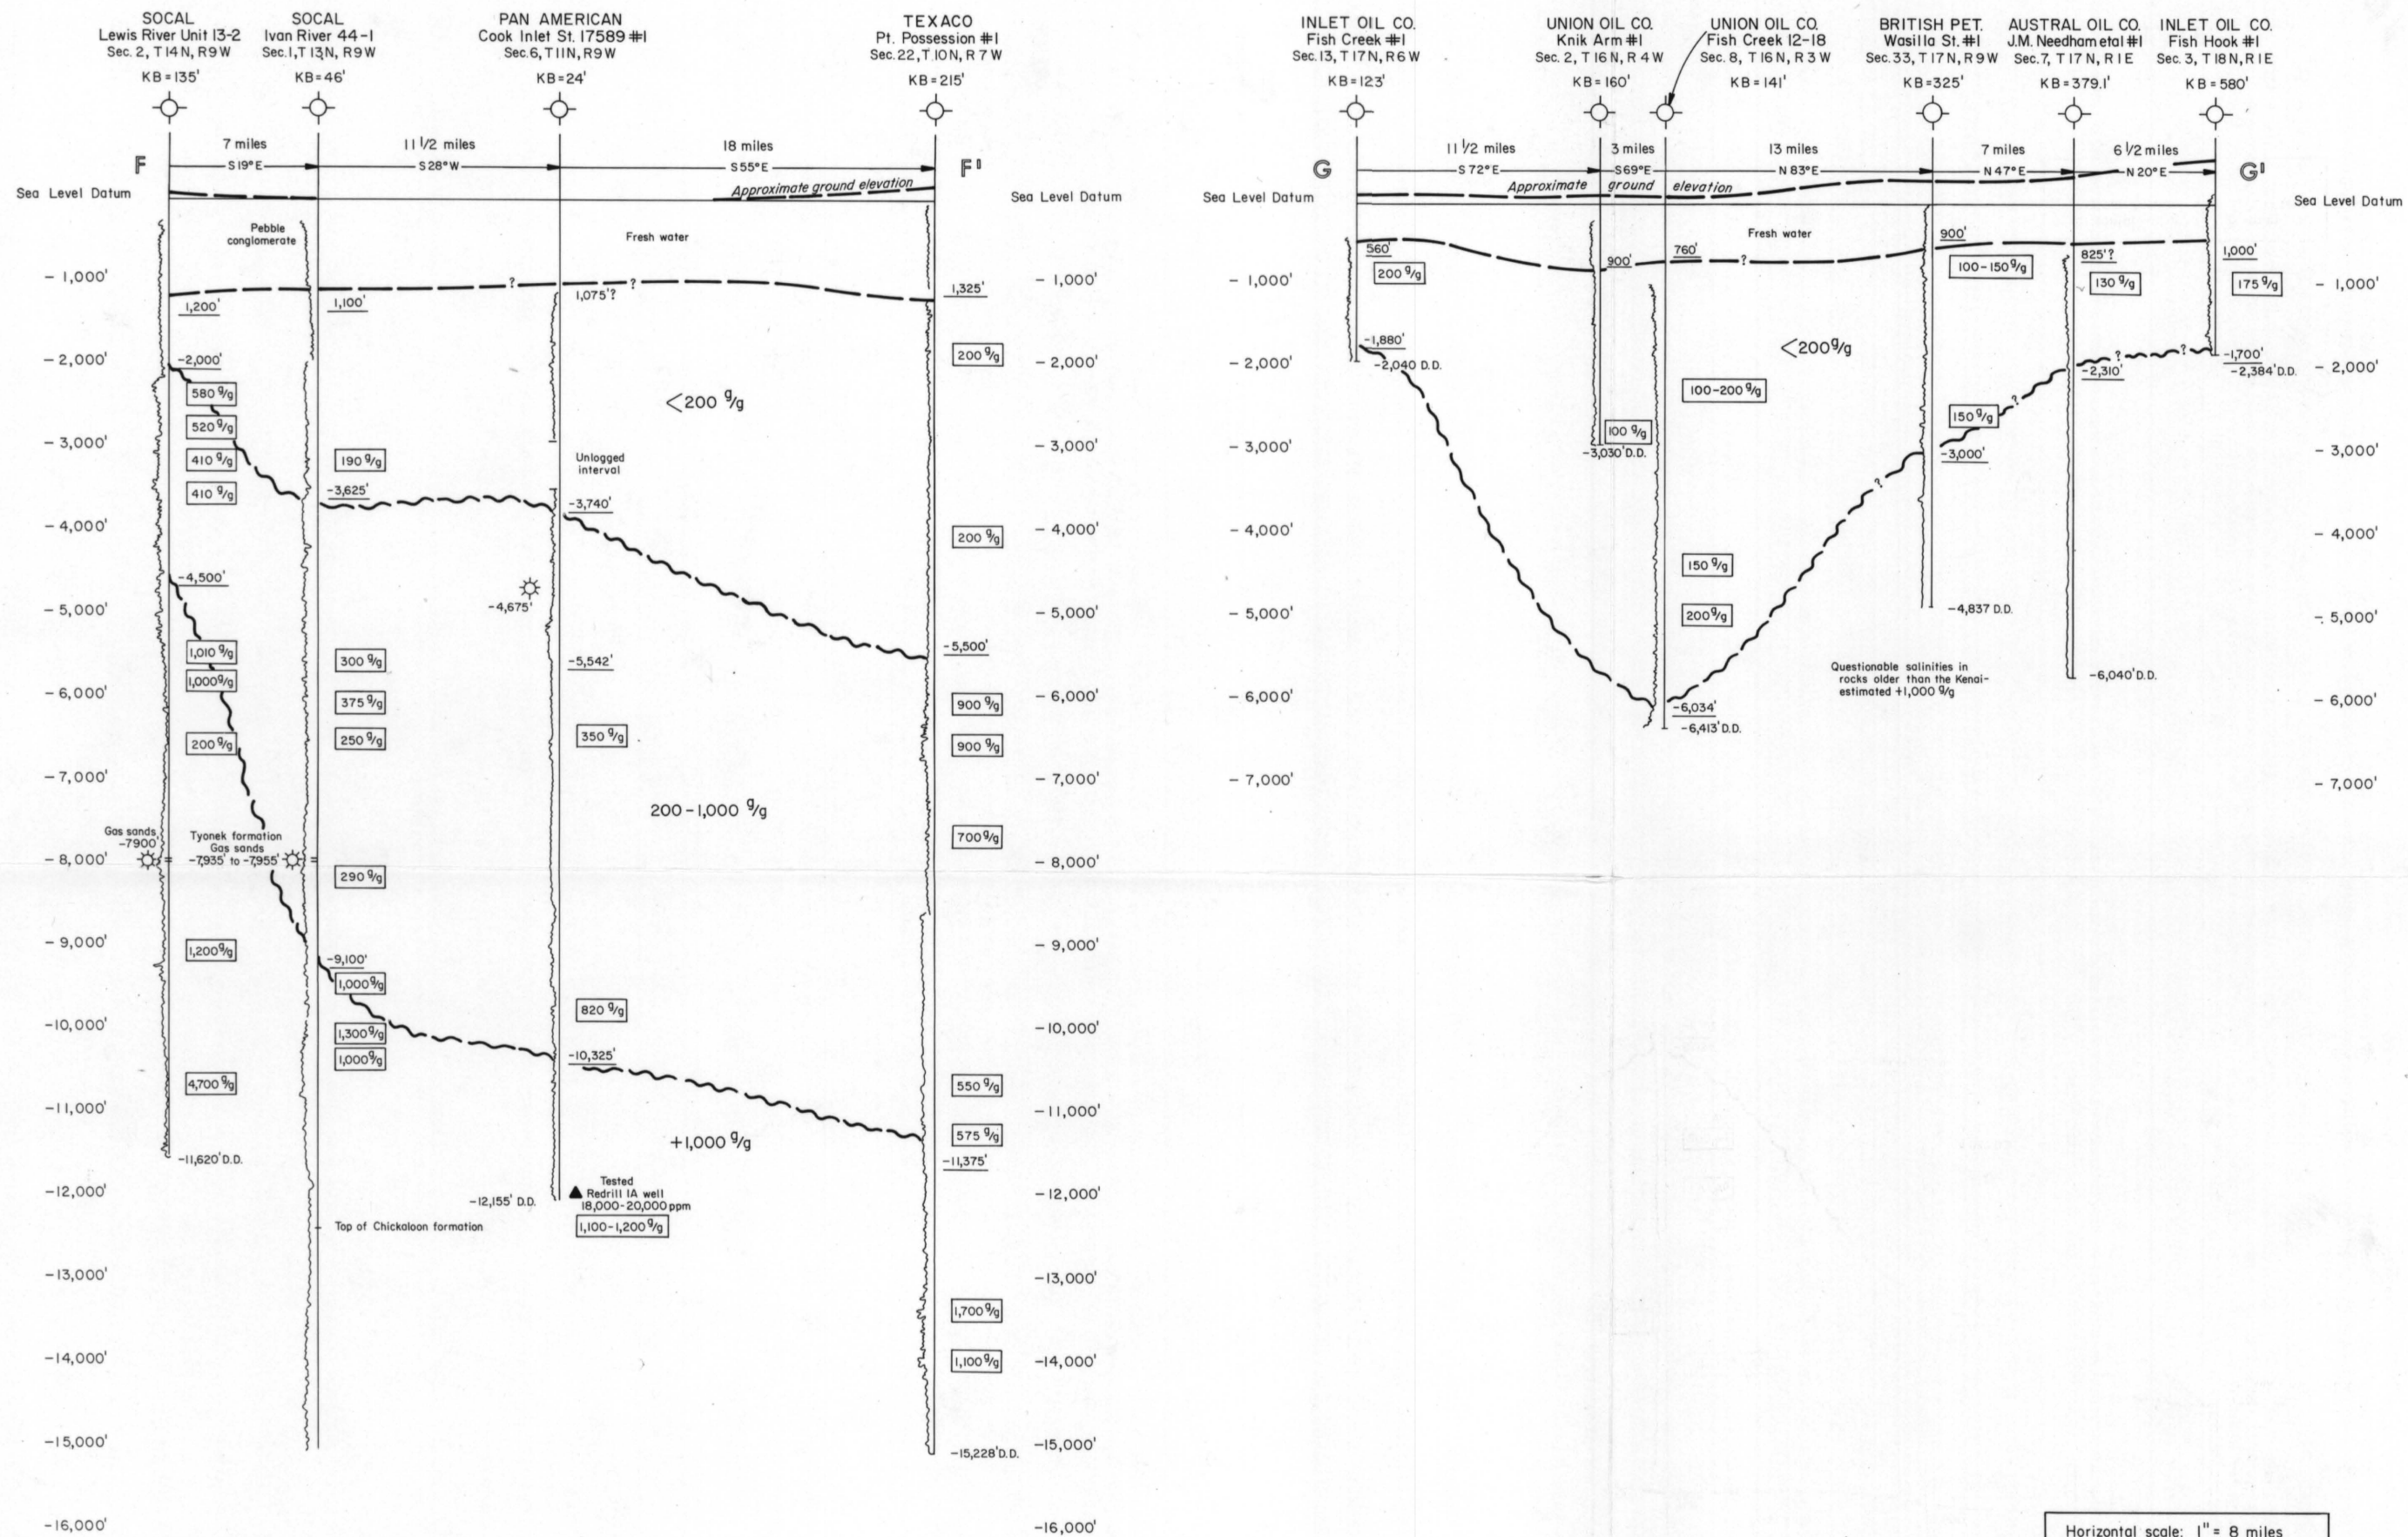 SOCAL
Lewis River Unit 13-2
Sec. 2, T14N, R9W
KB=135'
SOCAL
Ivan River 44-1
Sec.1, T13N, R9W
KB=46'
PAN AMERICAN
Cook Inlet St. 17589 #1
Sec.6, T11N, R9W
KB=24'
TEXACO
Pt. Possession #1
Sec.22, T.10N, R 7W
KB=215'
7 miles
11 1/2 miles
18 miles
F
S19°E
S28°W
S55°E
F'
Approximate ground elevation
Sea Level Datum
Sea Level Datum
Pebble
conglomerate
Fresh water
- 1,000'
- 2,000'
- 3,000'
- 4,000'
- 5,000'
- 6,000'
- 7,000'
- 8,000'
- 9,000'
-10,000'
-11,000'
-12,000'
-13,000'
-14,000'
-15,000'
-16,000'
1,200'
-2,000'
580 g/g
520 g/g
410 g/g
410 g/g
-4,500'
1,010 g/g
1,000 g/g
200 g/g
Gas sands
-7900'
Tyonek formation
Gas sands
-7,935' to -7,955'
1,200 g/g
4,700 g/g
-11,620' D.D.
1,100'
190 g/g
-3,625'
300 g/g
375 g/g
250 g/g
290 g/g
-9,100'
1,000 g/g
1,300 g/g
1,000 g/g
Top of Chickaloon formation
? ?
1,075'?
<200 g/g
Unlogged
interval
-3,740'
-4,675'
-5,542'
350 g/g
200-1,000 g/g
820 g/g
-10,325'
+1,000 g/g
-12,155' D.D.
Tested
Redrill 1A well
18,000-20,000 ppm
1,100-1,200 g/g
1,325'
200 g/g
200 g/g
-5,500'
900 g/g
900 g/g
700 g/g
550 g/g
575 g/g
-11,375'
1,700 g/g
1,100 g/g
-15,228' D.D.
- 1,000'
- 2,000'
- 3,000'
- 4,000'
- 5,000'
- 6,000'
- 7,000'
- 8,000'
- 9,000'
-10,000'
-11,000'
-12,000'
-13,000'
-14,000'
-15,000'
-16,000'
INLET OIL CO.
Fish Creek #1
Sec. 13, T17N, R6W
KB=123'
UNION OIL CO.
Knik Arm #1
Sec. 2, T16N, R 4W
KB=160'
UNION OIL CO.
Fish Creek 12-18
Sec. 8, T16N, R 3W
KB=141'
BRITISH PET.
Wasilla St. #1
Sec.33, T17N, R9W
KB=325'
AUSTRAL OIL CO.
J.M. Needham etal #1
Sec.7, T17N, R1E
KB=379.1'
INLET OIL CO.
Fish Hook #1
Sec. 3, T18N, R1E
KB=580'
11 1/2 miles
3 miles
13 miles
7 miles
6 1/2 miles
G
S 72°E
S69°E
N 83°E
N 47°E
N 20°E
G'
Approximate ground elevation
Sea Level Datum
Sea Level Datum
Fresh water
- 1,000'
- 2,000'
- 3,000'
- 4,000'
- 5,000'
- 6,000'
- 7,000'
560'
200 g/g
-1,880'
-2,040 D.D.
900'
100 g/g
-3,030' D.D.
760'
?
<200 g/g
100-200 g/g
150 g/g
200 g/g
-6,034'
-6,413' D.D.
900'
100-150 g/g
150 g/g
?
-3,000'
?
-4,837 D.D.
Questionable salinities in
rocks older than the Kenai-
estimated +1,000 g/g
825'?
130 g/g
? ?
-2,310'
-6,040' D.D.
1,000'
175 g/g
-1,700'
-2,384' D.D.
- 1,000'
- 2,000'
- 3,000'
- 4,000'
- 5,000'
- 6,000'
- 7,000'
Horizontal scale: 1" = 8 miles